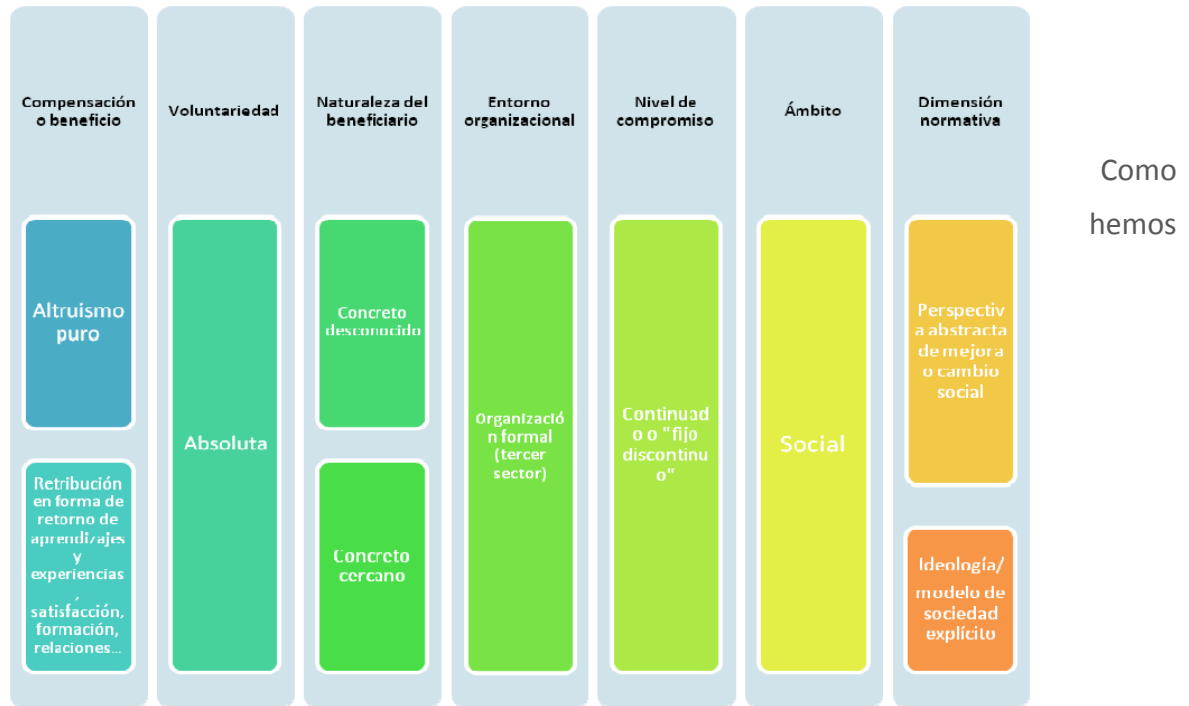 Compensación
o beneficio
Voluntariedad
Naturaleza del
beneficiario
Entorno
organizacional
Nivel de
compromiso
Ámbito
Dimensión
normativa
Altruismo
puro
Retribución
en forma de
retorno de
aprendizajes
y
experiencias
,
satisfacción,
formación,
relaciones...
Absoluta
Concreto
desconocido
Concreto
cercano
Organizació
n formal
(tercer
sector)
Continuad
o o "fijo
discontinu
o"
Social
Perspectiv
a abstracta
de mejora
o cambio
social
Ideología/
modelo de
sociedad
explícito
Como
hemos